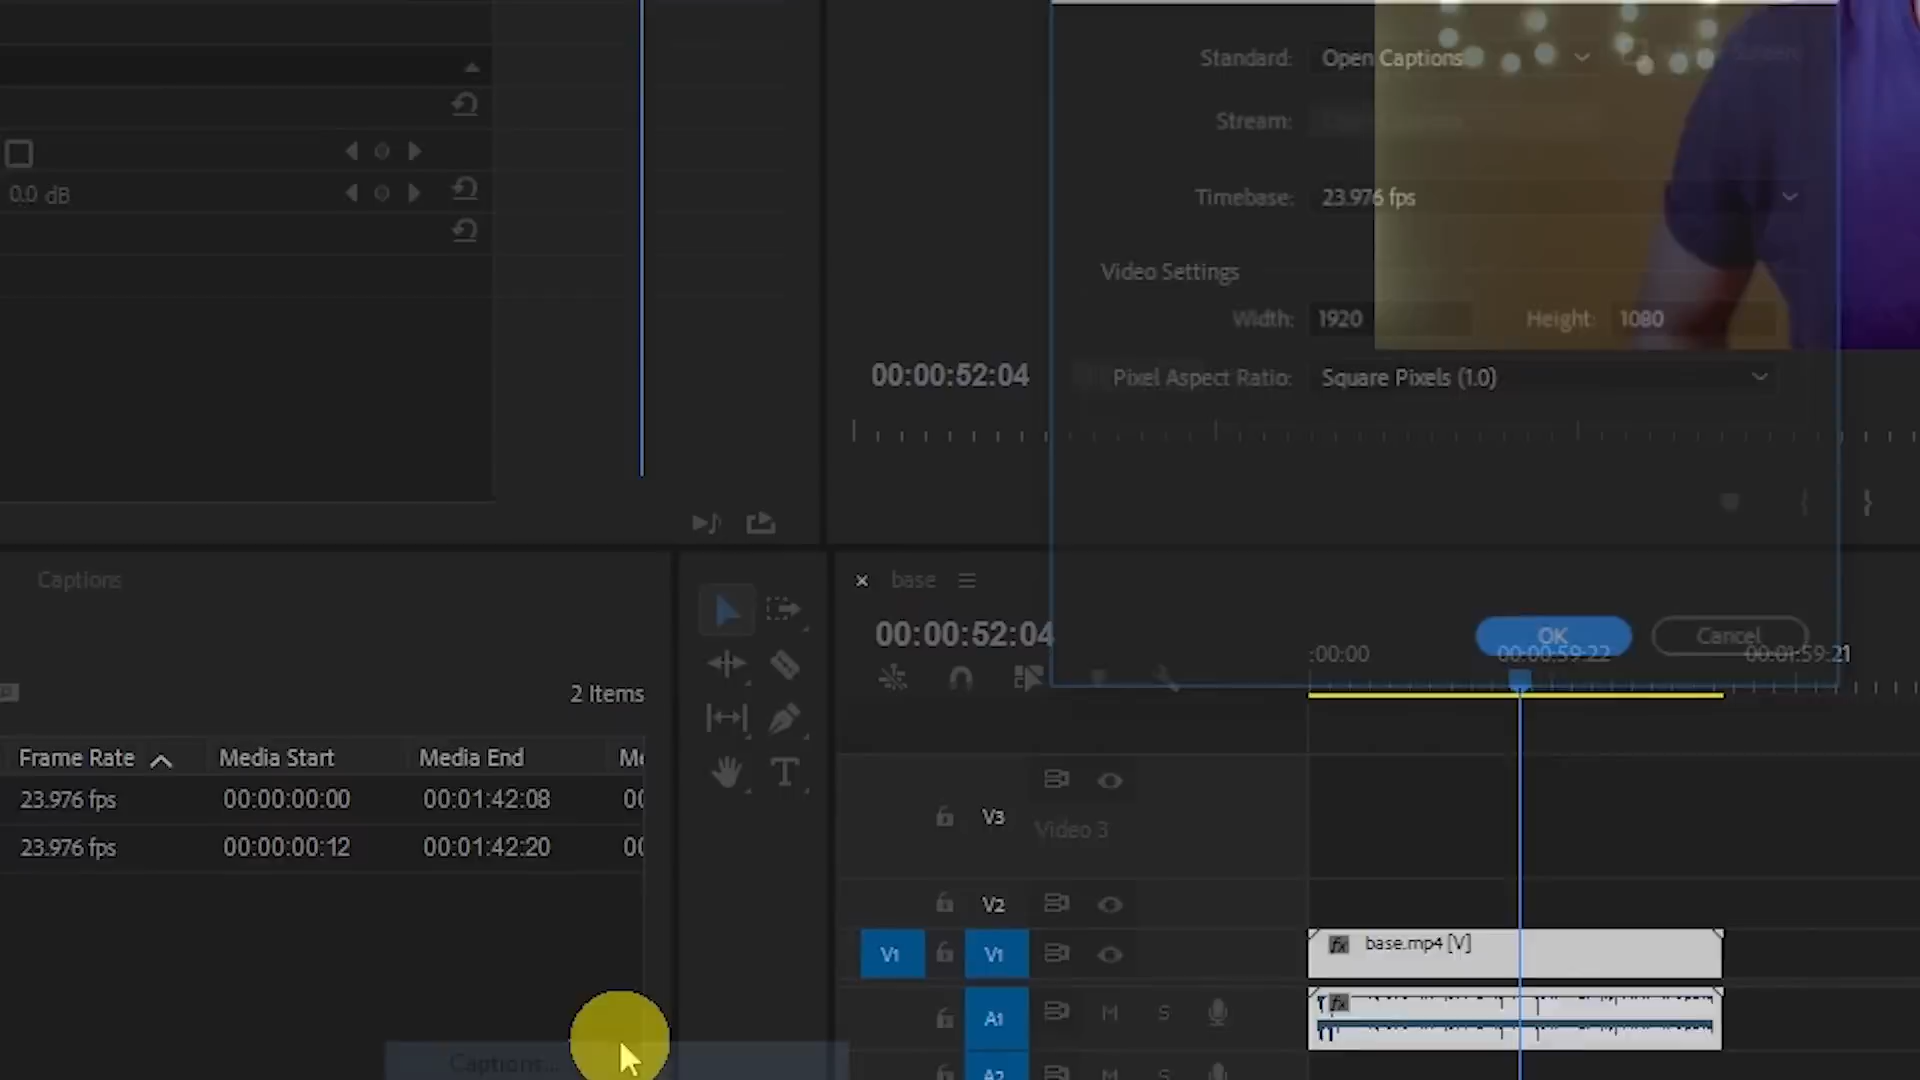 Standard: Open Captions
Stream:
0.0 dB
Timebase: 23.976 fps
Video Settings
Width: 1920 Height: 1080
00:00:52:04
Pixel Aspect Ratio: Square Pixels (1.0)
Captions
base
00:00:52:04
OK Cancel
:00:00 00:00:59:22 00:01:59:21
2 Items
Frame Rate Media Start Media End
23.976 fps 00:00:00:00 00:01:42:08
23.976 fps 00:00:00:12 00:01:42:20
V3
Video 3
V2
V1 V1
fx base.mp4 [V]
A1 M S
fx
Captions...
A2 M S